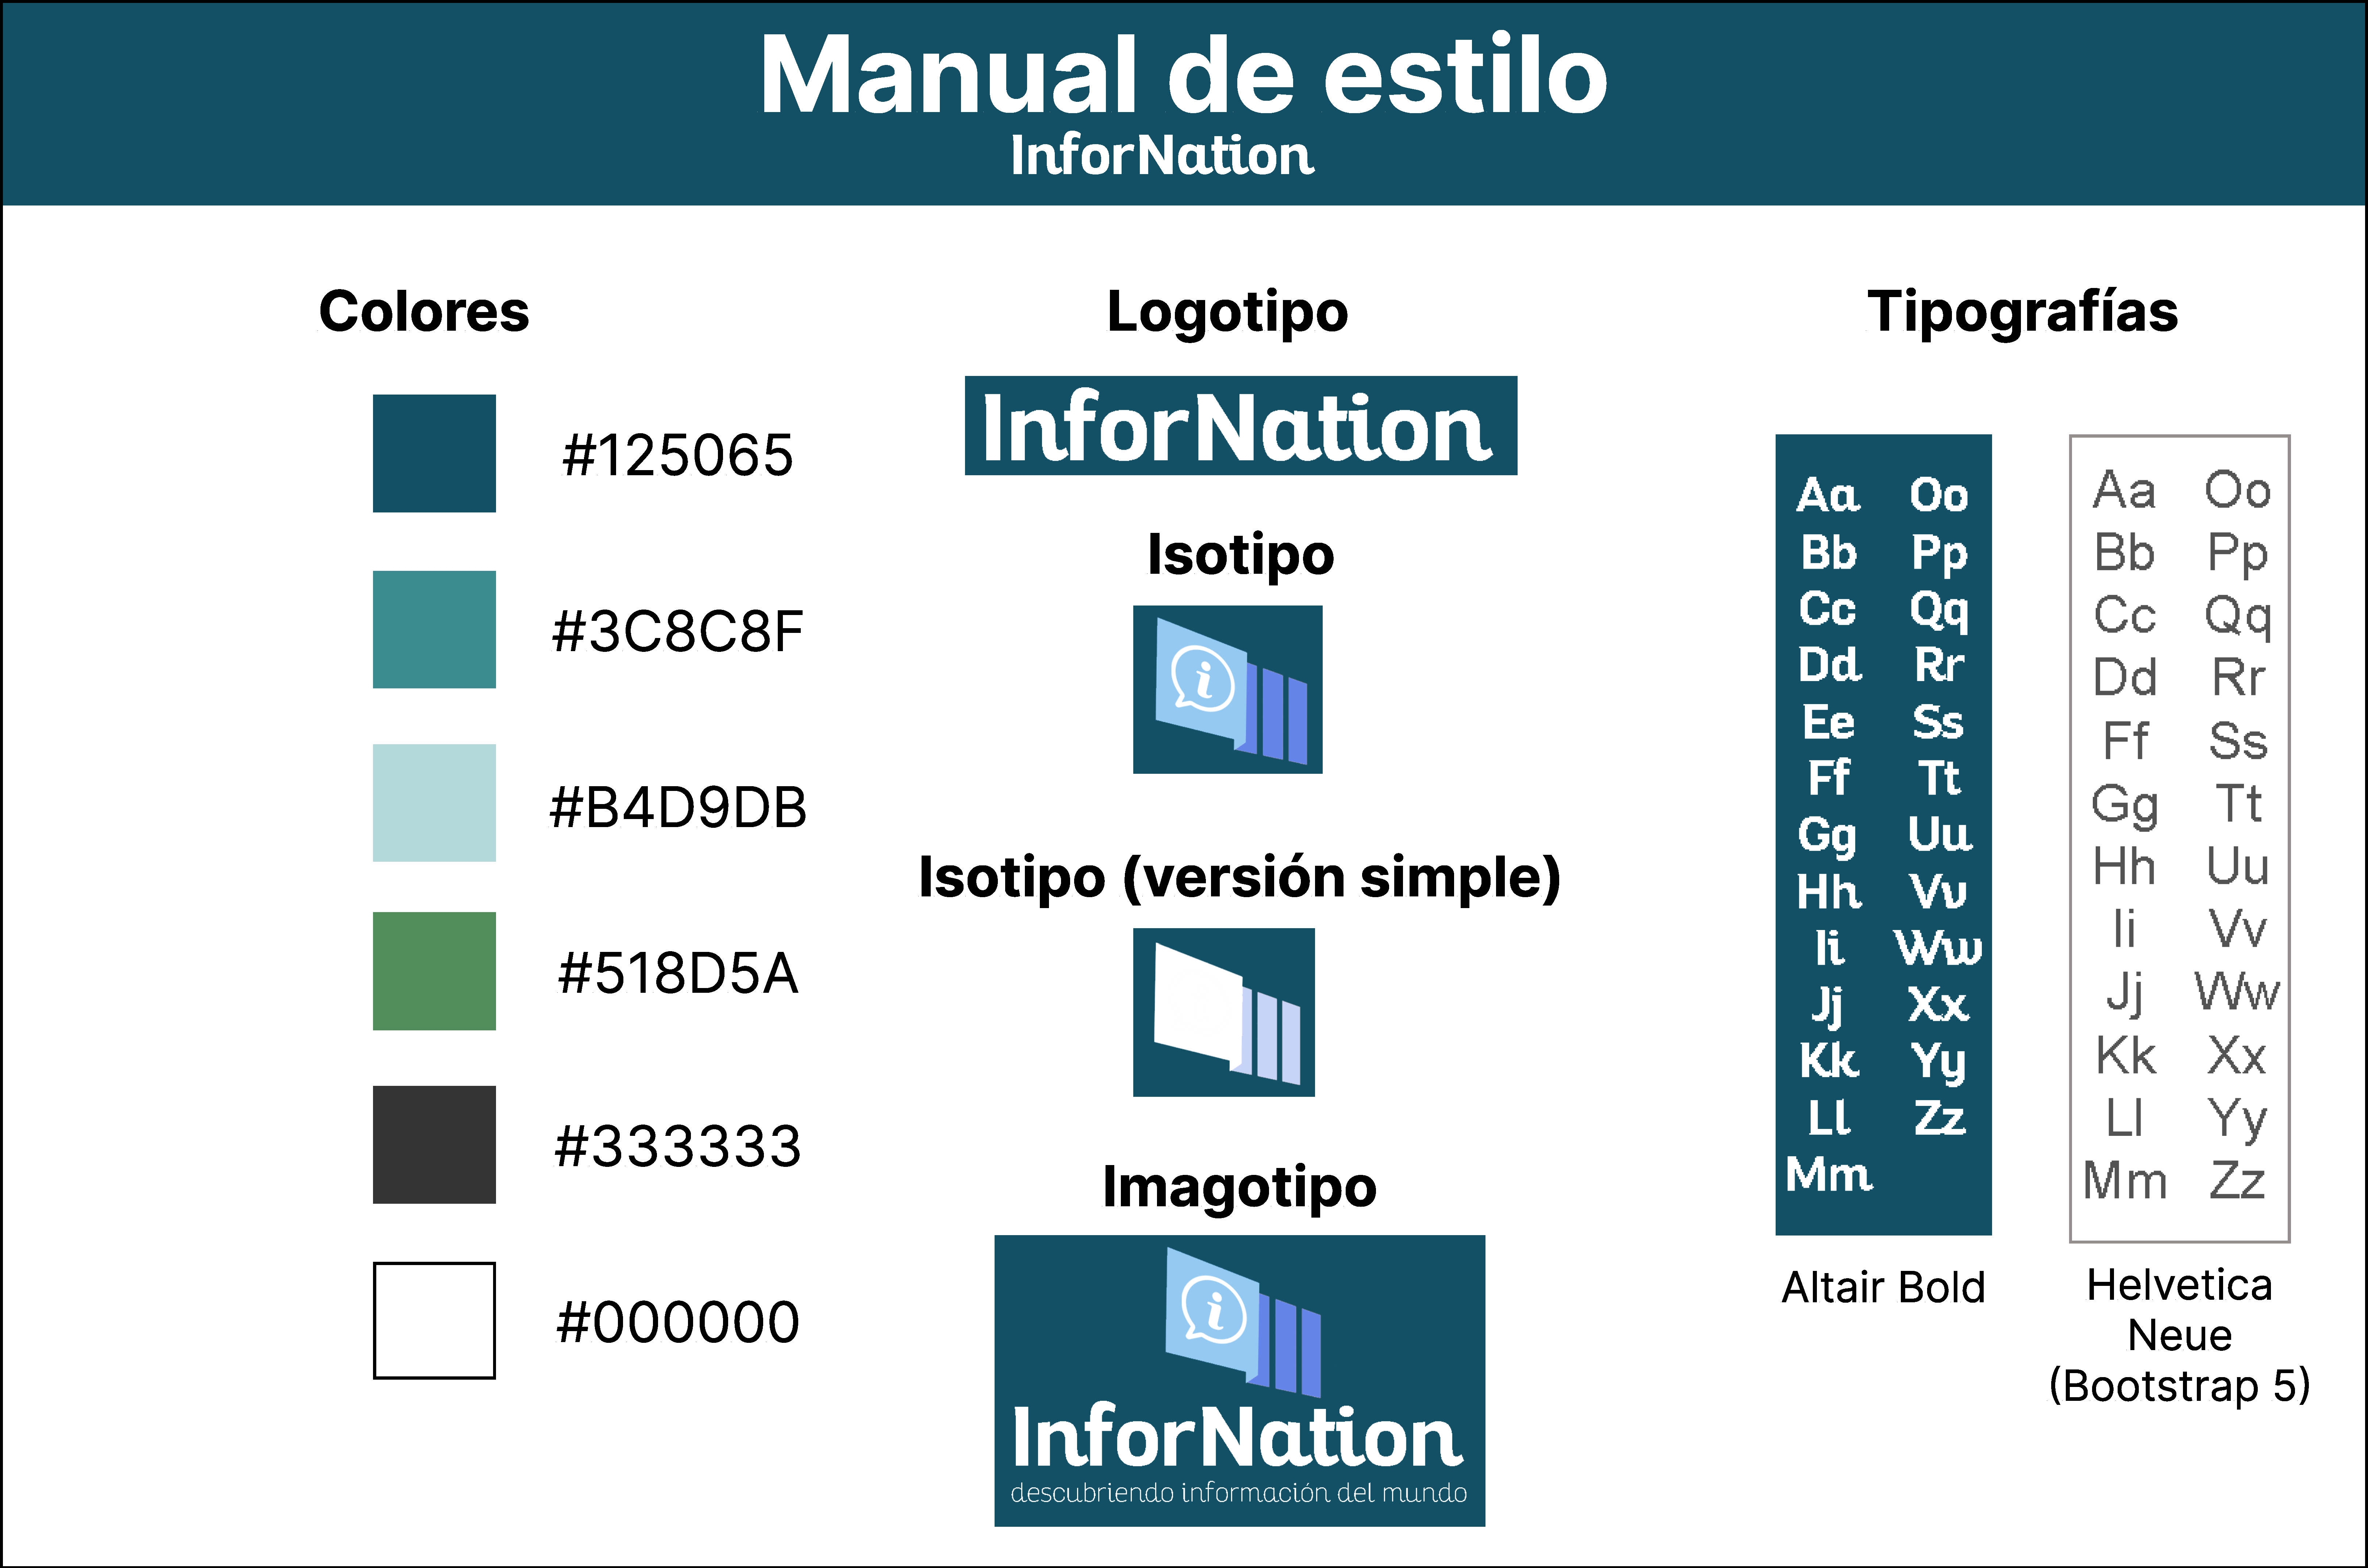 Manual de estilo
InforNation
Colores
#125065
#3C8C8F
#B4D9DB
#518D5A
#333333
#000000
Logotipo
InforNation
Isotipo
i
Isotipo (versión simple)
Imagotipo
i
InforNation
descubriendo información del mundo
Tipografías
Aa Oo
Bb Pp
Cc Qq
Dd Rr
Ee Ss
Ff Tt
Gg Uu
Hh Vv
Ii Ww
Jj Xx
Kk Yy
Ll Zz
Mm
Altair Bold
Aa Oo
Bb Pp
Cc Qq
Dd Rr
Ff Ss
Gg Tt
Hh Uu
Ii Vv
Jj Ww
Kk Xx
Ll Yy
Mm Zz
Helvetica
Neue
(Bootstrap 5)